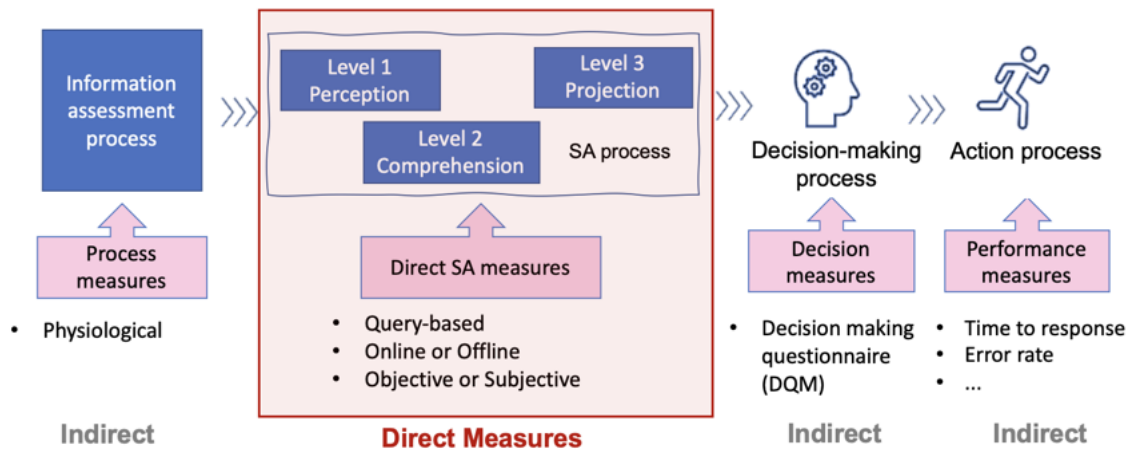 Information
assessment
process
Level 1
Perception
Level 3
Projection
Level 2
Comprehension
SA process
Decision-making
process
Action process
Process
measures
Direct SA measures
Decision
measures
Performance
measures
• Physiological
• Query-based
• Online or Offline
• Objective or Subjective
• Decision making
questionnaire
(DQM)
• Time to response
• Error rate
• ...
Indirect
Direct Measures
Indirect
Indirect